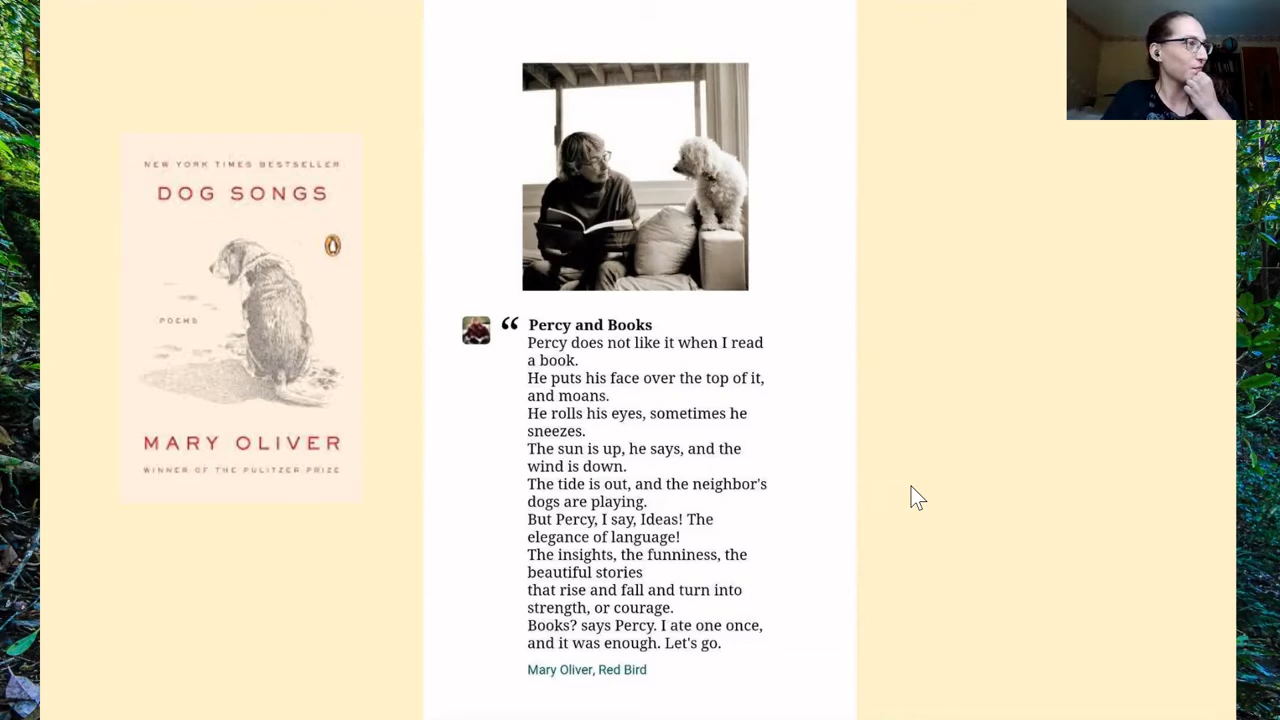 NEW YORK TIMES BESTSELLER
DOG SONGS
POEMS
MARY OLIVER
WINNER OF THE PULITZER PRIZE
“ Percy and Books
Percy does not like it when I read
a book.
He puts his face over the top of it,
and moans.
He rolls his eyes, sometimes he
sneezes.
The sun is up, he says, and the
wind is down.
The tide is out, and the neighbor's
dogs are playing.
But Percy, I say, Ideas! The
elegance of language!
The insights, the funniness, the
beautiful stories
that rise and fall and turn into
strength, or courage.
Books? says Percy. I ate one once,
and it was enough. Let's go.
Mary Oliver, Red Bird